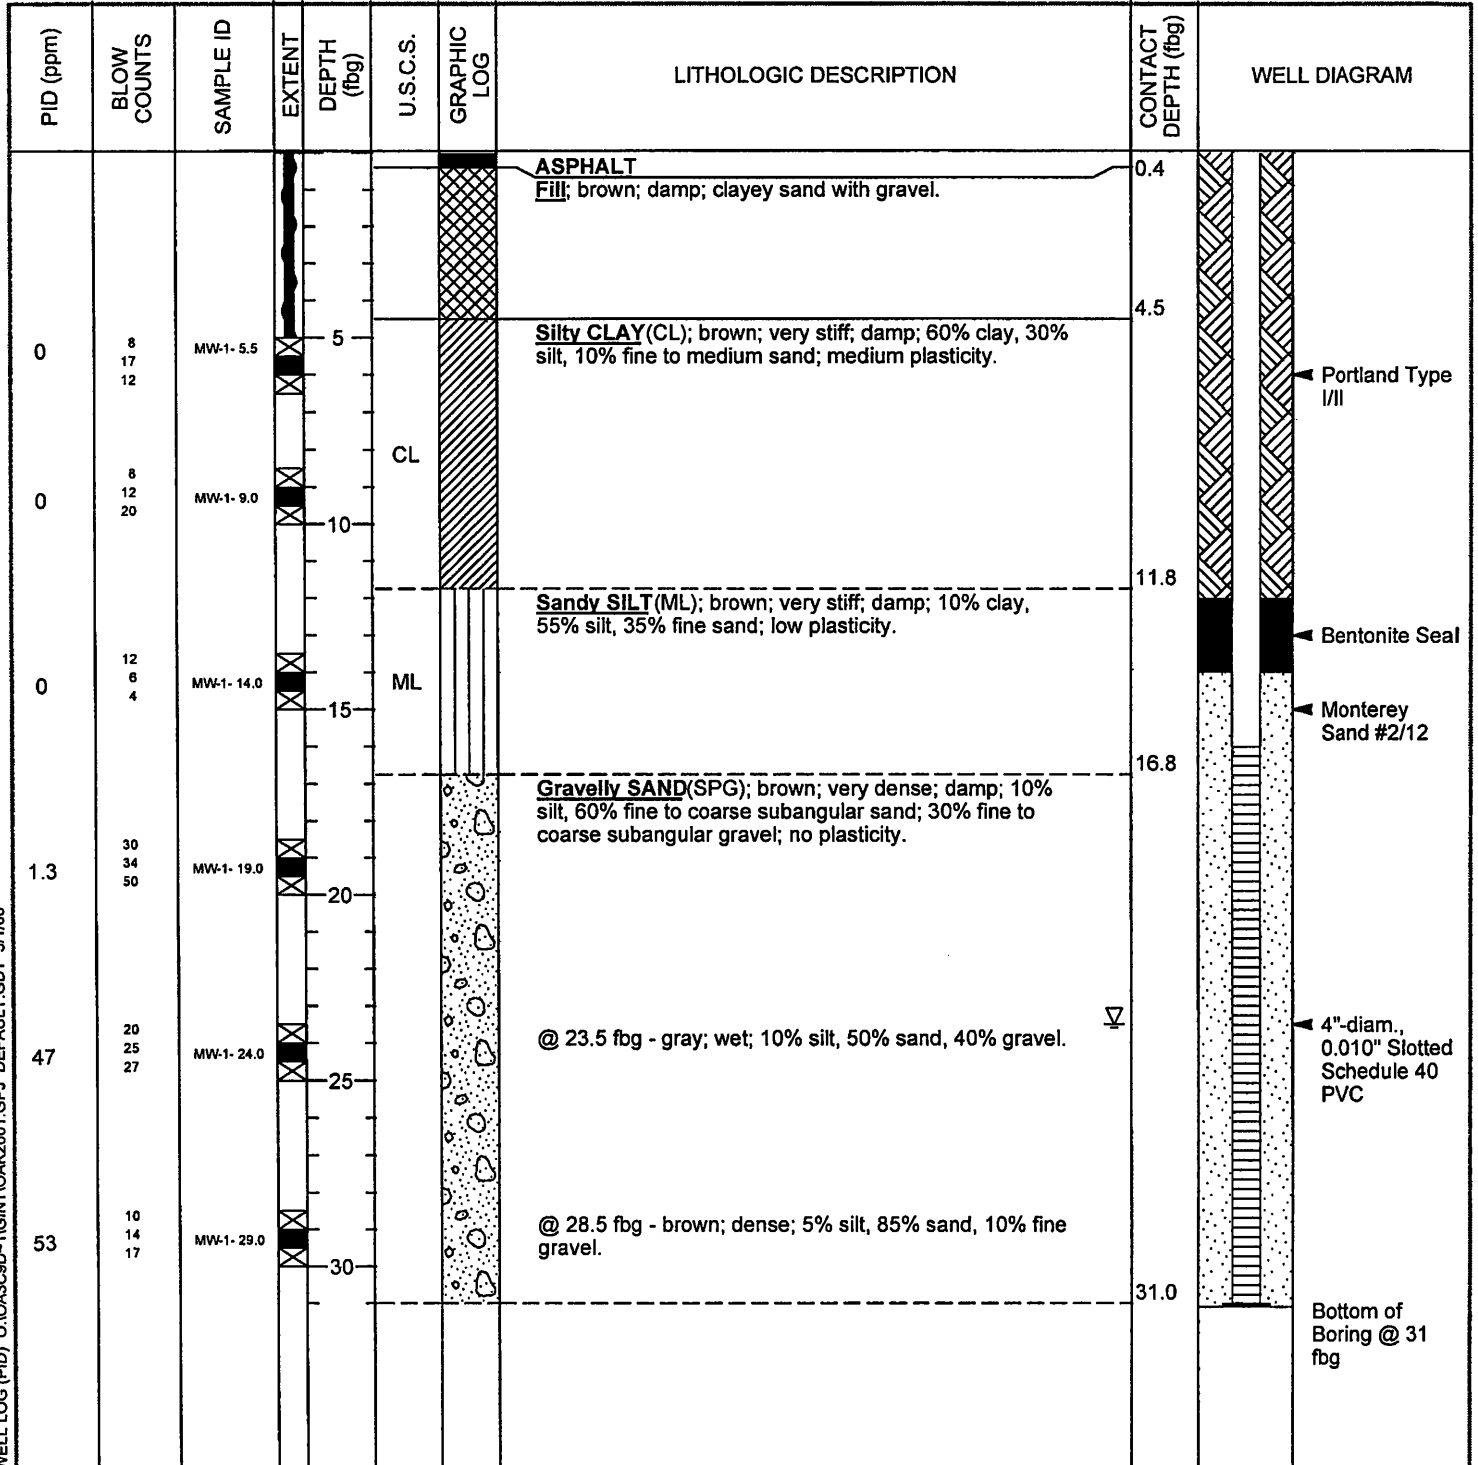 PID (ppm)
BLOW
COUNTS
SAMPLE ID
EXTENT
DEPTH
(fbg)
U.S.C.S.
GRAPHIC
LOG
LITHOLOGIC DESCRIPTION
CONTACT
DEPTH (fbg)
WELL DIAGRAM
ASPHALT
0.4
Fill; brown; damp; clayey sand with gravel.
4.5
0
8
17
12
MW-1- 5.5
5
Silty CLAY(CL); brown; very stiff; damp; 60% clay, 30%
silt, 10% fine to medium sand; medium plasticity.
Portland Type
I/II
CL
0
8
12
20
MW-1- 9.0
10
11.8
Sandy SILT(ML); brown; very stiff; damp; 10% clay,
55% silt, 35% fine sand; low plasticity.
Bentonite Seal
0
12
6
4
MW-1- 14.0
15
ML
Monterey
Sand #2/12
16.8
Gravelly SAND(SPG); brown; very dense; damp; 10%
silt, 60% fine to coarse subangular sand; 30% fine to
coarse subangular gravel; no plasticity.
1.3
30
34
50
MW-1- 19.0
20
47
20
25
27
MW-1- 24.0
25
@ 23.5 fbg - gray; wet; 10% silt, 50% sand, 40% gravel.
4"-diam.,
0.010" Slotted
Schedule 40
PVC
53
10
14
17
MW-1- 29.0
30
@ 28.5 fbg - brown; dense; 5% silt, 85% sand, 10% fine
gravel.
31.0
Bottom of
Boring @ 31
fbg
WELL LOG (PID)